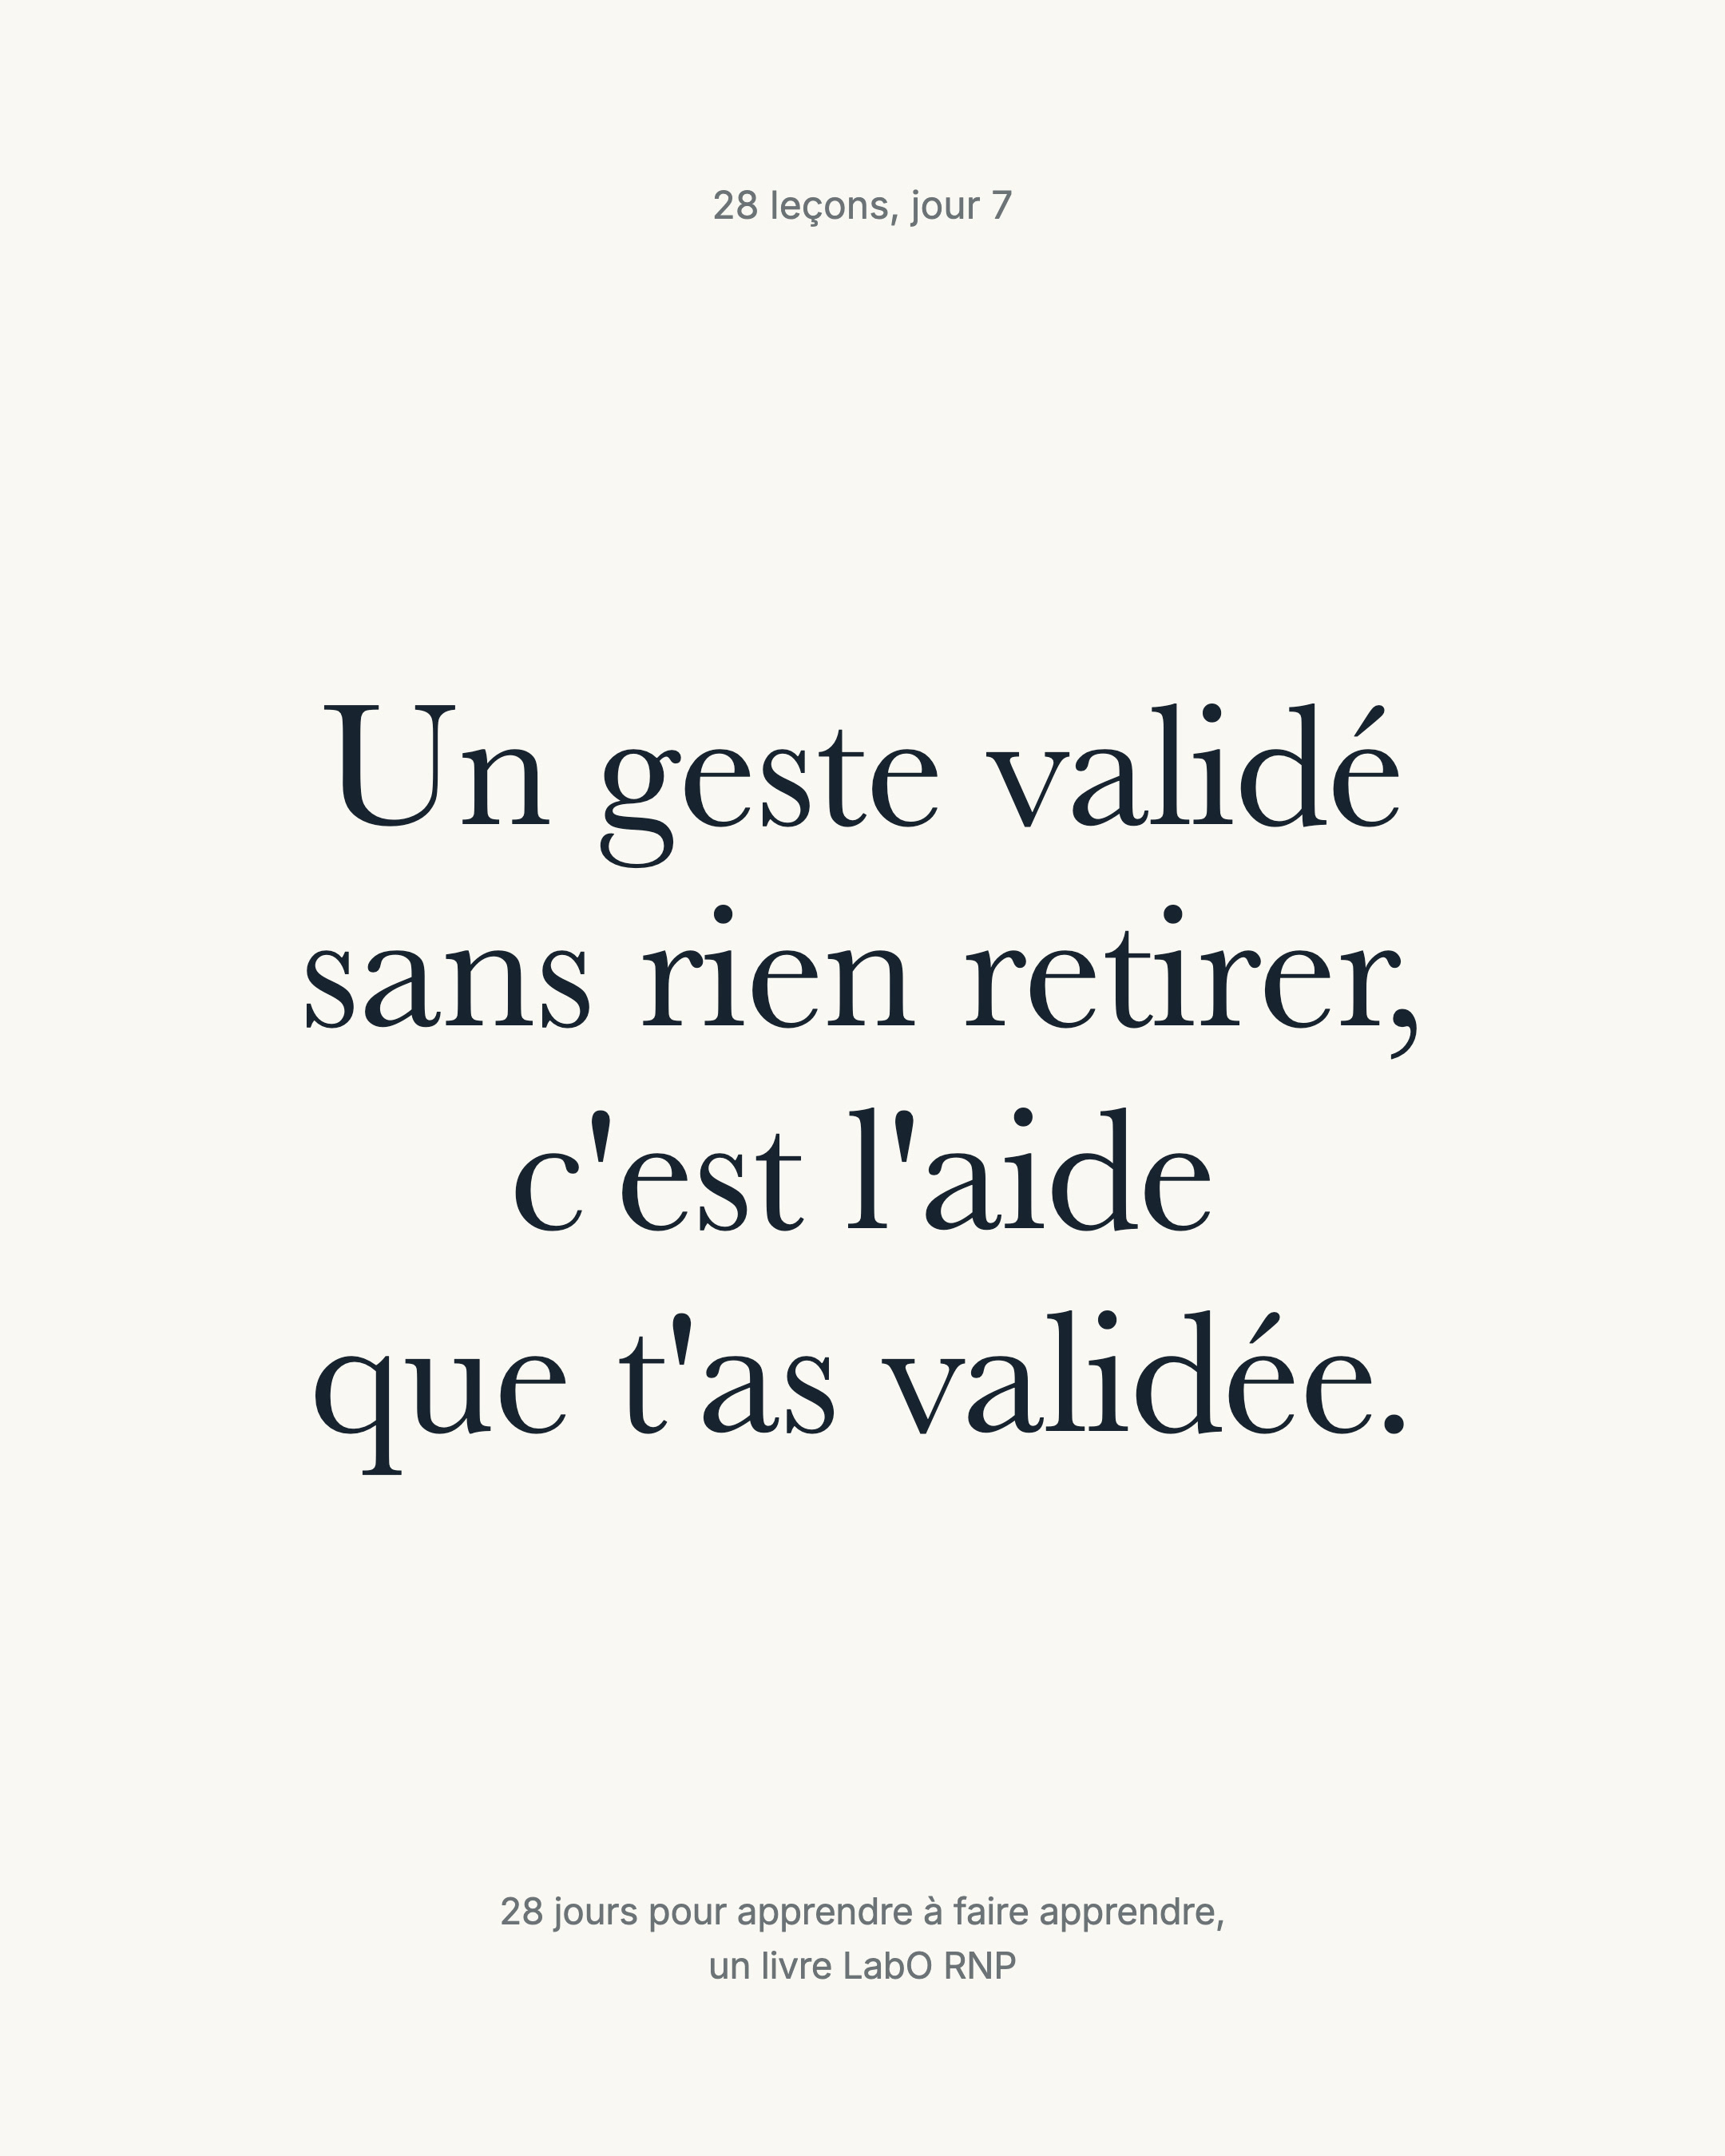 28 leçons, jour 7
Un geste validé
sans rien retirer,
c'est l'aide
que t'as validée.
28 jours pour apprendre à faire apprendre,
un livre LabO RNP